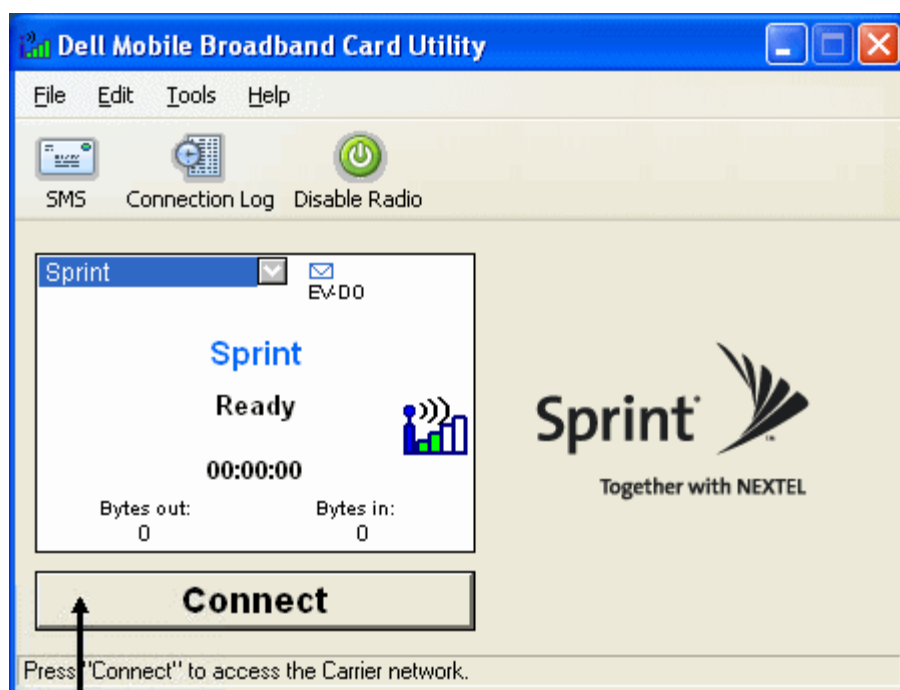 Dell Mobile Broadband Card Utility
File Edit Tools Help
SMS Connection Log Disable Radio
Sprint
EV-DO
Sprint
Ready
00:00:00
Bytes out: Bytes in:
0 0
Sprint
Together with NEXTEL
Connect
Press "Connect" to access the Carrier network.